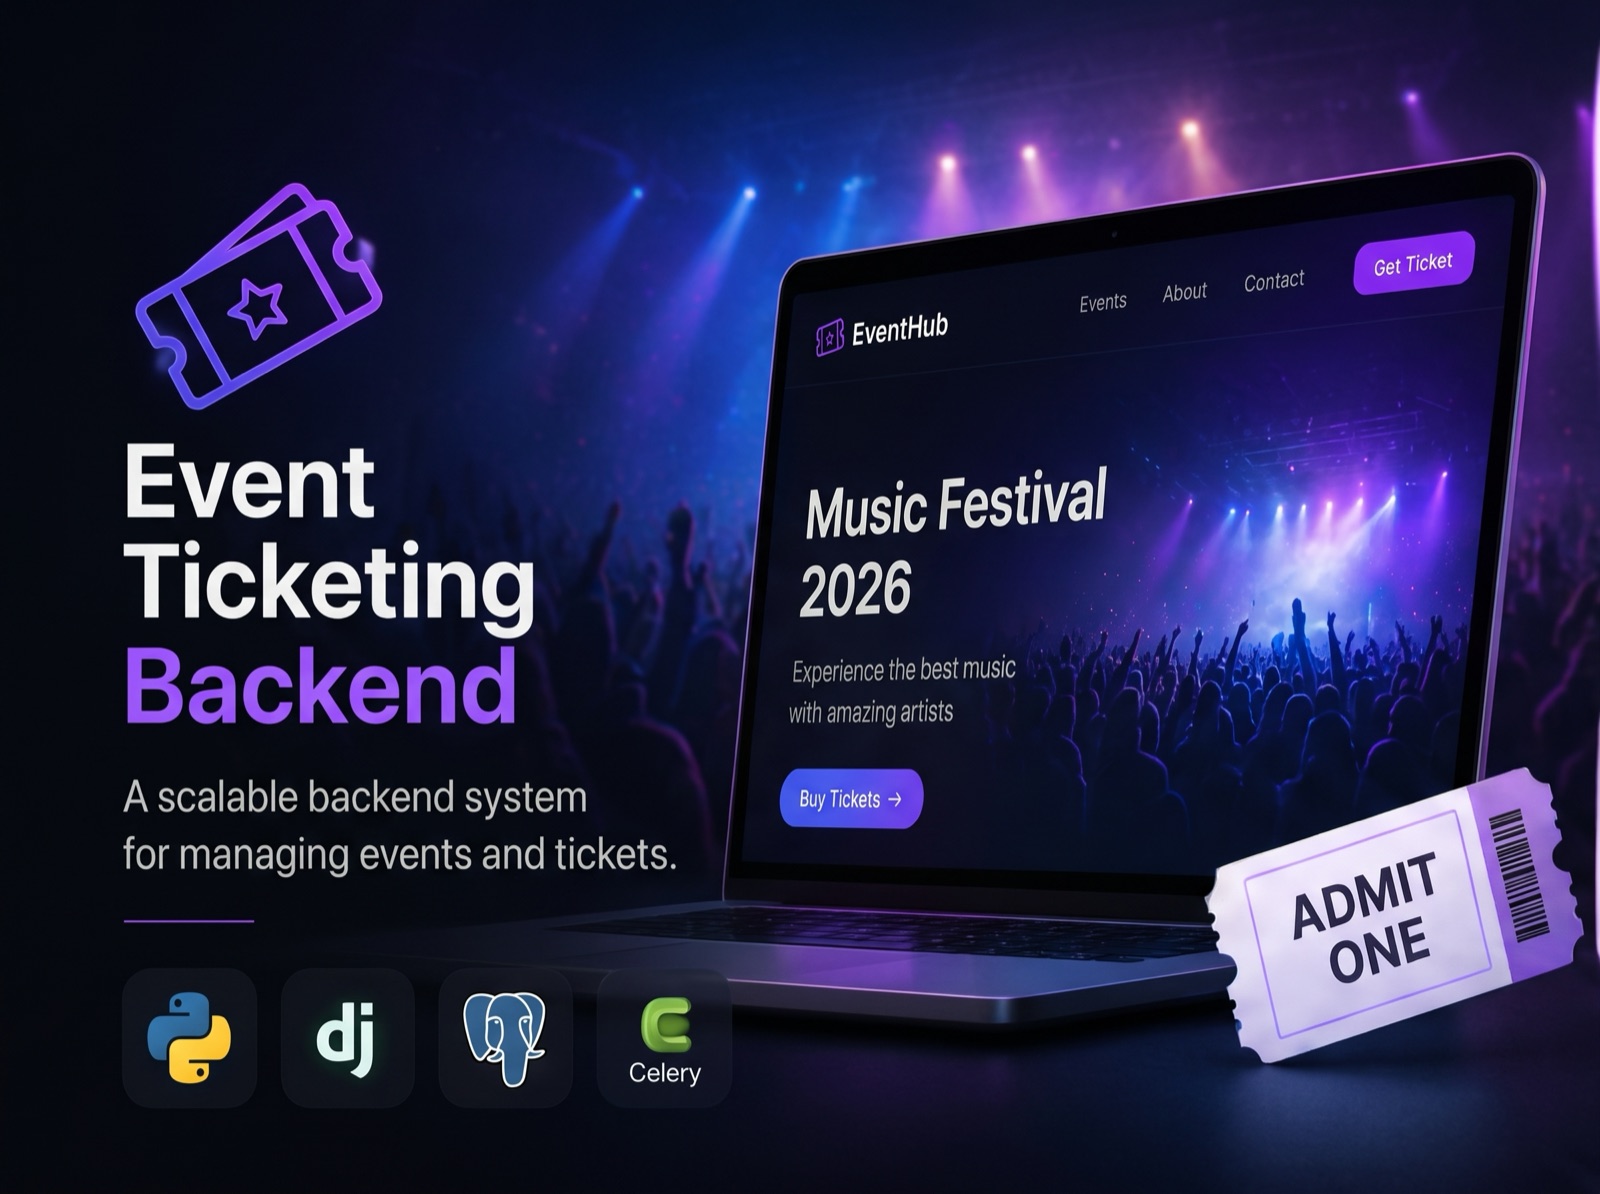 Event
Ticketing
Backend
A scalable backend system
for managing events and tickets.
dj
Celery
EventHub
Events
About
Contact
Get Ticket
Music Festival
2026
Experience the best music
with amazing artists
Buy Tickets →
ADMIT
ONE